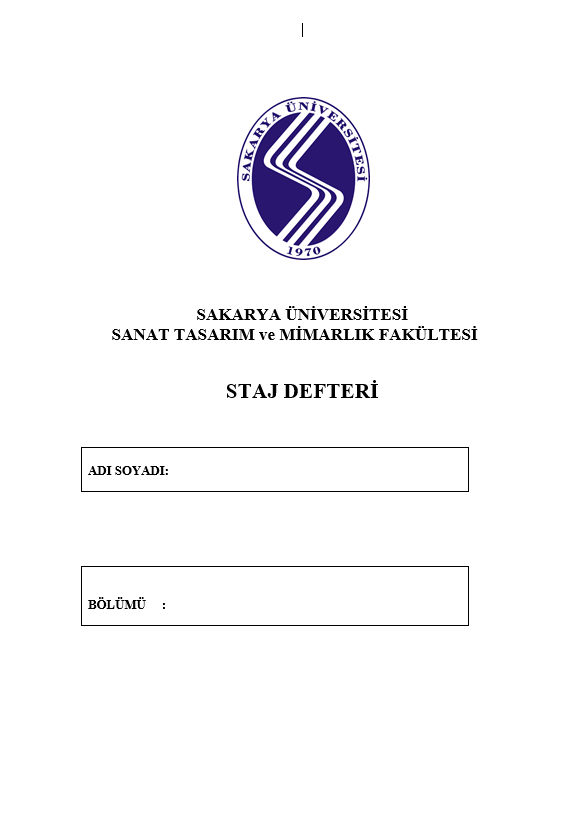 SAKARYA ÜNİVERSİTESİ
1970
SAKARYA ÜNİVERSİTESİ
SANAT TASARIM ve MİMARLIK FAKÜLTESİ
STAJ DEFTERİ
ADI SOYADI:
BÖLÜMÜ :